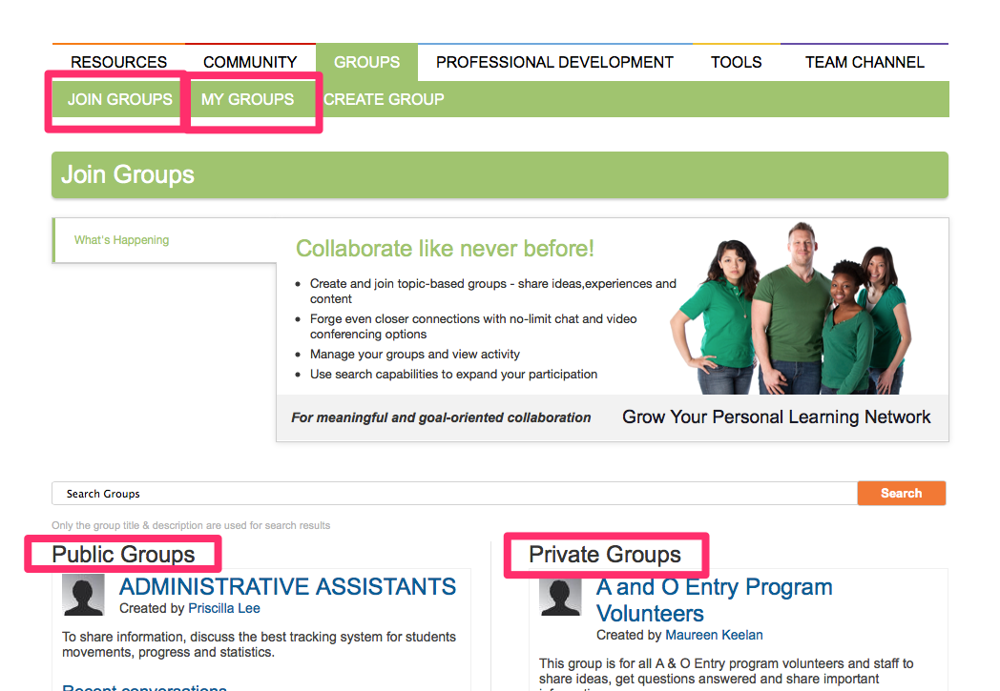 RESOURCES COMMUNITY GROUPS PROFESSIONAL DEVELOPMENT TOOLS TEAM CHANNEL
JOIN GROUPS MY GROUPS CREATE GROUP
Join Groups
What's Happening
Collaborate like never before!
Create and join topic-based groups - share ideas,experiences and
content
Forge even closer connections with no-limit chat and video
conferencing options
Manage your groups and view activity
Use search capabilities to expand your participation
For meaningful and goal-oriented collaboration Grow Your Personal Learning Network
Search Groups Search
Only the group title & description are used for search results
Public Groups
ADMINISTRATIVE ASSISTANTS
Created by Priscilla Lee
To share information, discuss the best tracking system for students
movements, progress and statistics.
Recent conversations
Private Groups
A and O Entry Program
Volunteers
Created by Maureen Keelan
This group is for all A & O Entry program volunteers and staff to
share ideas, get questions answered and share important